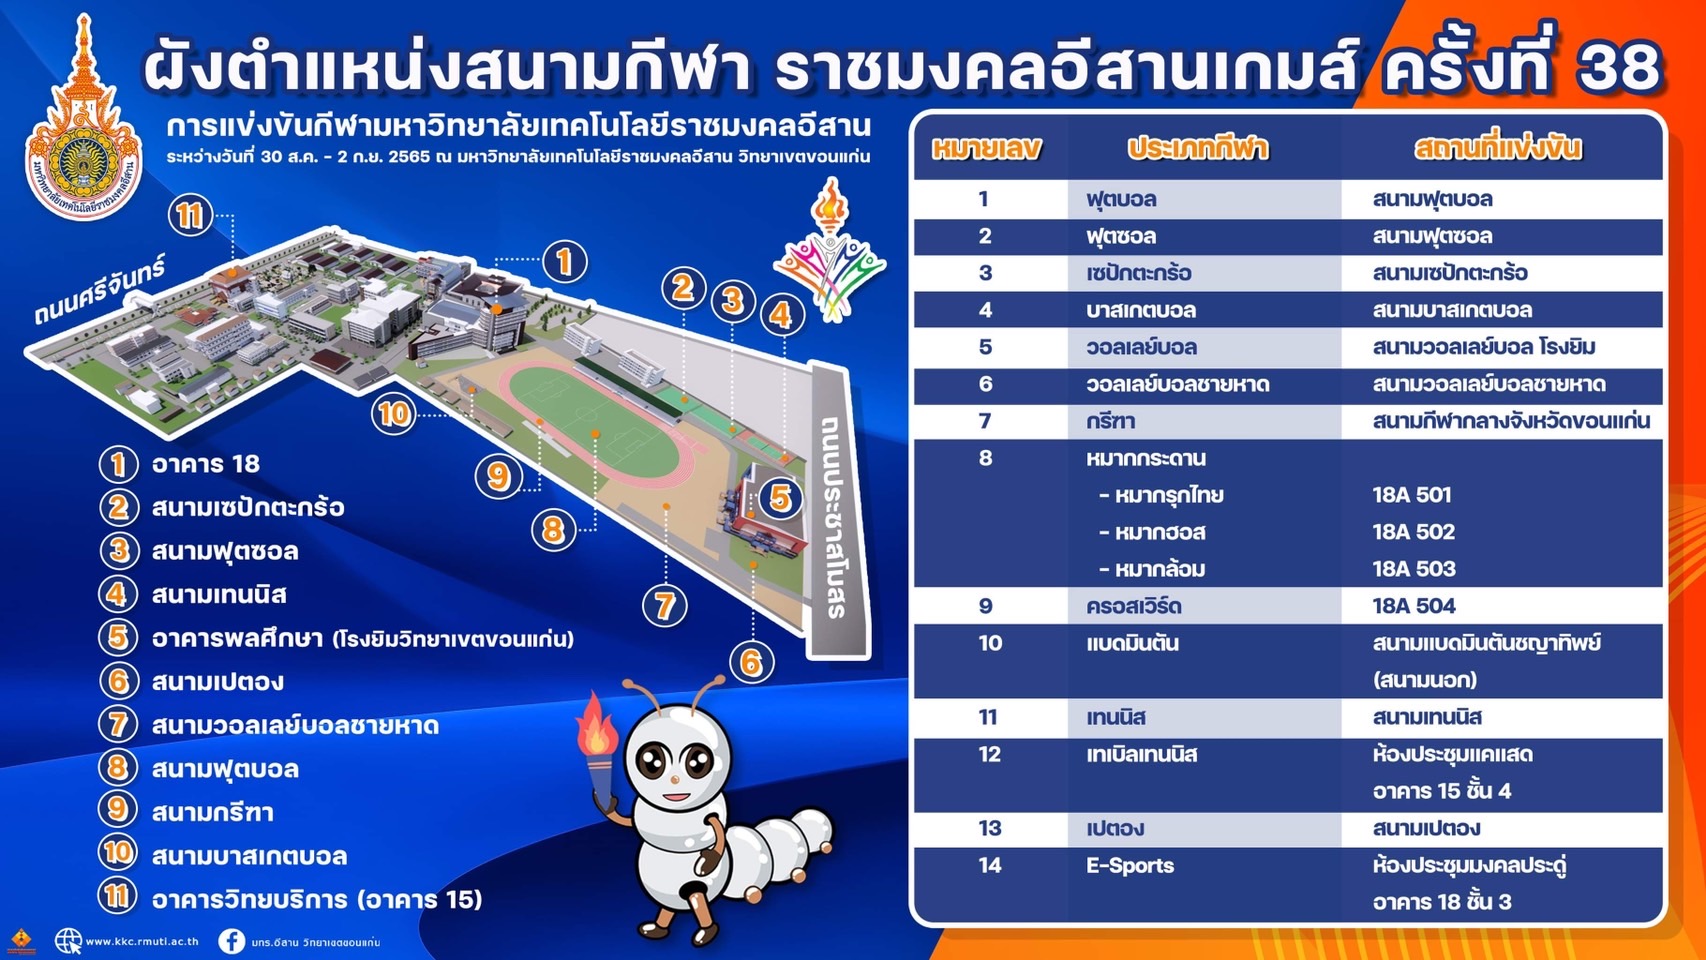 ผังตำแหน่งสนามกีฬา ราชมงคลอีสานเกมส์ ครั้งที่ 38
การแข่งขันกีฬามหาวิทยาลัยเทคโนโลยีราชมงคลอีสาน
ระหว่างวันที่ 30 ส.ค. - 2 ก.ย. 2565 ณ มหาวิทยาลัยเทคโนโลยีราชมงคลอีสาน วิทยาเขตขอนแก่น
มหาวิทยาลัยเทคโนโลยีราชมงคลอีสาน
ถนนศรีจันทร์
11
1
2
3
4
10
9
8
5
7
6
ถนนประชาสโมสร
1 อาคาร 18
2 สนามเซปักตะกร้อ
3 สนามฟุตซอล
4 สนามเทนนิส
5 อาคารพลศึกษา (โรงยิมวิทยาเขตขอนแก่น)
6 สนามเปตอง
7 สนามวอลเลย์บอลชายหาด
8 สนามฟุตบอล
9 สนามกรีฑา
10 สนามบาสเกตบอล
11 อาคารวิทยบริการ (อาคาร 15)
www.kkc.rmuti.ac.th มทร.อีสาน วิทยาเขตขอนแก่น
หมายเลข ประเภทกีฬา สถานที่แข่งขัน
1 ฟุตบอล สนามฟุตบอล
2 ฟุตซอล สนามฟุตซอล
3 เซปักตะกร้อ สนามเซปักตะกร้อ
4 บาสเกตบอล สนามบาสเกตบอล
5 วอลเลย์บอล สนามวอลเลย์บอล โรงยิม
6 วอลเลย์บอลชายหาด สนามวอลเลย์บอลชายหาด
7 กรีฑา สนามกีฬากลางจังหวัดขอนแก่น
8 หมากกระดาน
- หมากรุกไทย 18A 501
- หมากฮอส 18A 502
- หมากล้อม 18A 503
9 ครอสเวิร์ด 18A 504
10 แบดมินตัน สนามแบดมินตันชญาทิพย์
(สนามนอก)
11 เทนนิส สนามเทนนิส
12 เทเบิลเทนนิส ห้องประชุมแคแสด
อาคาร 15 ชั้น 4
13 เปตอง สนามเปตอง
14 E-Sports ห้องประชุมมงคลประดู่
อาคาร 18 ชั้น 3